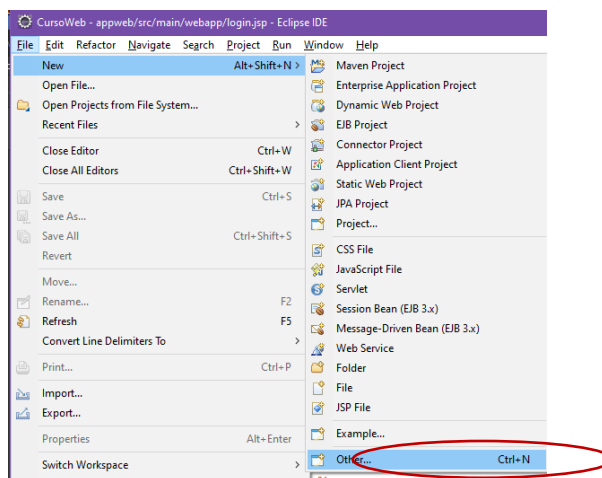 CursoWeb - appweb/src/main/webapp/login.jsp - Eclipse IDE
File Edit Refactor Navigate Search Project Run Window Help
New Alt+Shift+N >
Open File...
Open Projects from File System...
Recent Files >
Close Editor Ctrl+W
Close All Editors Ctrl+Shift+W
Save Ctrl+S
Save As...
Save All Ctrl+Shift+S
Revert
Move...
Rename... F2
Refresh F5
Convert Line Delimiters To >
Print... Ctrl+P
Import...
Export...
Properties Alt+Enter
Switch Workspace >
Maven Project
Enterprise Application Project
Dynamic Web Project
EJB Project
Connector Project
Application Client Project
Static Web Project
JPA Project
Project...
CSS File
JavaScript File
Servlet
Session Bean (EJB 3.x)
Message-Driven Bean (EJB 3.x)
Web Service
Folder
File
JSP File
Example...
Other... Ctrl+N